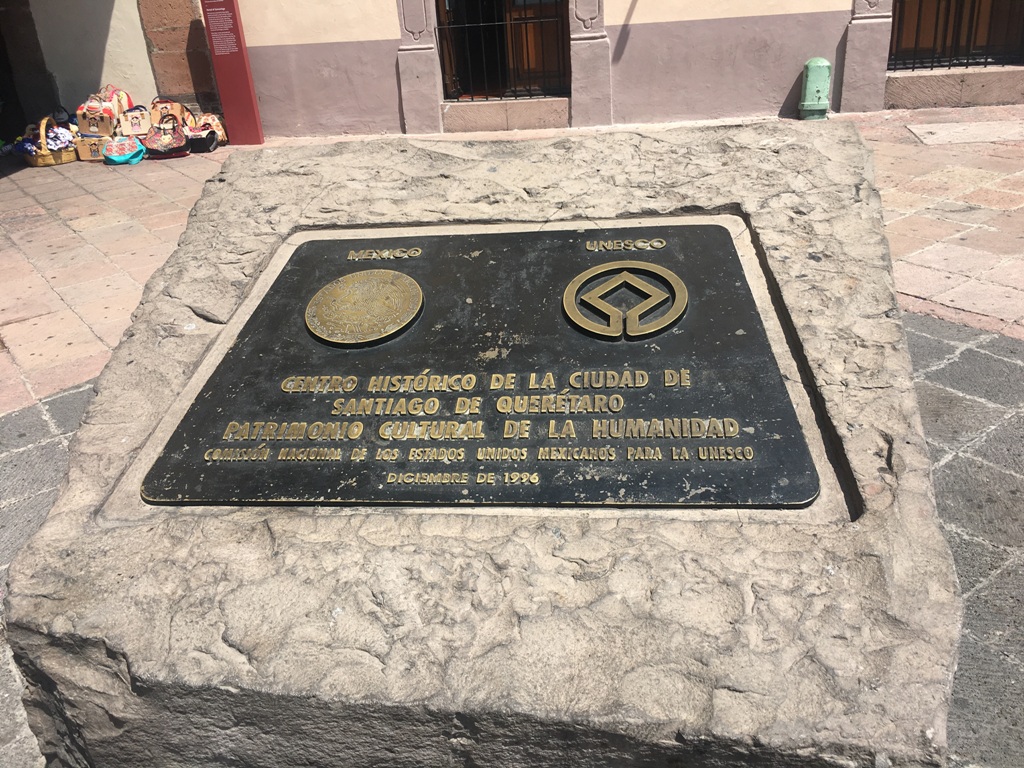 MEXICO
UNESCO
CENTRO HISTÓRICO DE LA CIUDAD DE
SANTIAGO DE QUERÉTARO
PATRIMONIO CULTURAL DE LA HUMANIDAD
COMISIÓN NACIONAL DE LOS ESTADOS UNIDOS MEXICANOS PARA LA UNESCO
DICIEMBRE DE 1996